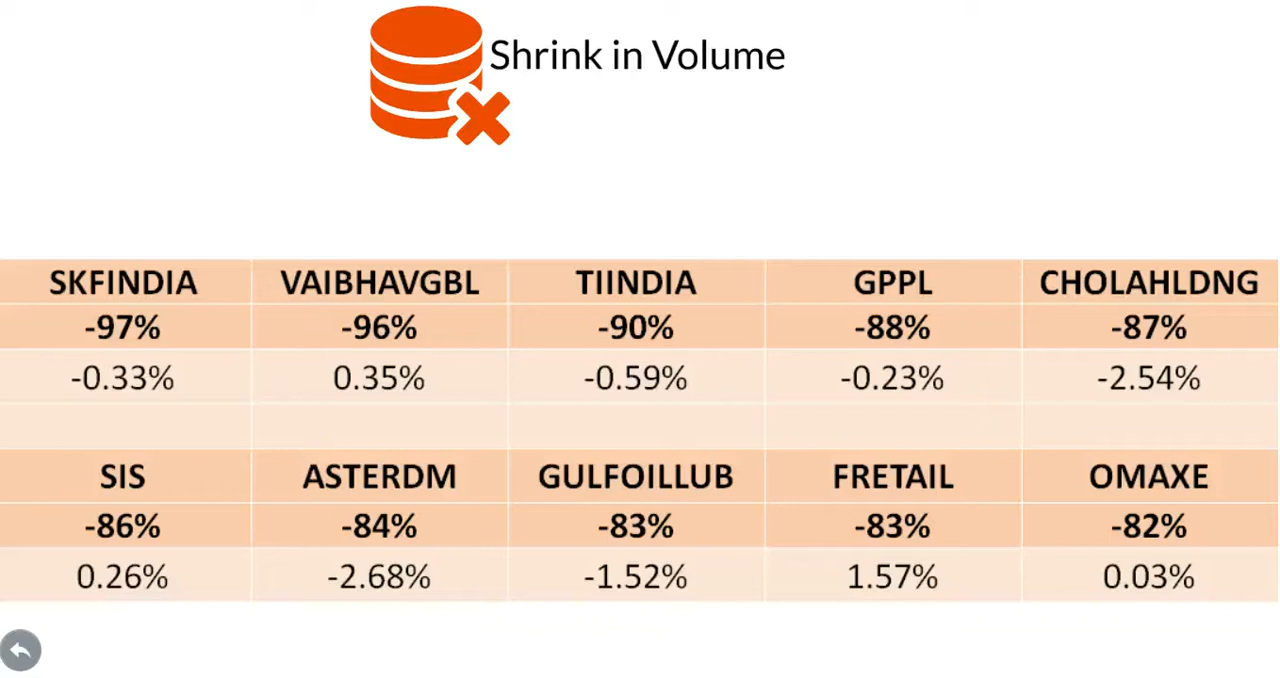 Shrink in Volume
SKFINDIA VAIBHAVGBL TIINDIA GPPL CHOLAHLDNG
-97% -96% -90% -88% -87%
-0.33% 0.35% -0.59% -0.23% -2.54%
SIS ASTERDM GULFOILLUB FRETAIL OMAXE
-86% -84% -83% -83% -82%
0.26% -2.68% -1.52% 1.57% 0.03%